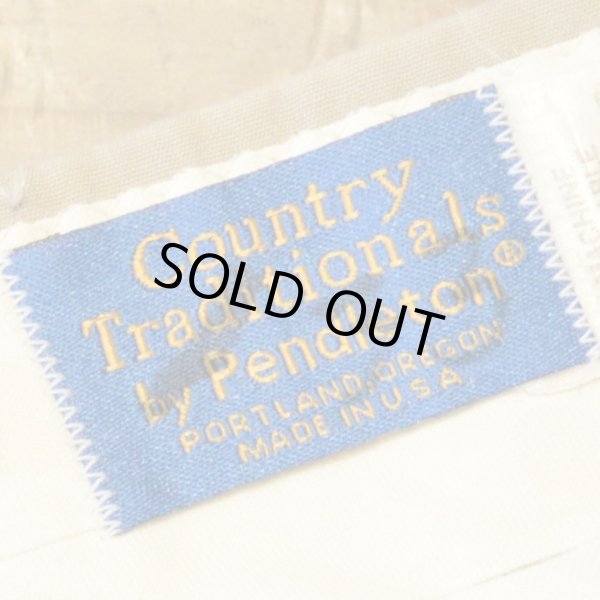 Country
Traditionals
by Pendleton®
PORTLAND, OREGON
MADE IN U.S.A.
SOLD OUT